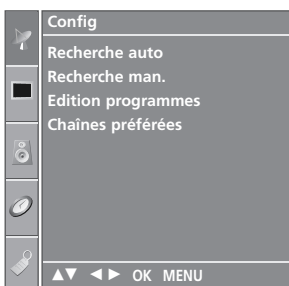 Config
Recherche auto
Recherche man.
Edition programmes
Chaînes préférées
▲▼ ◄► OK MENU